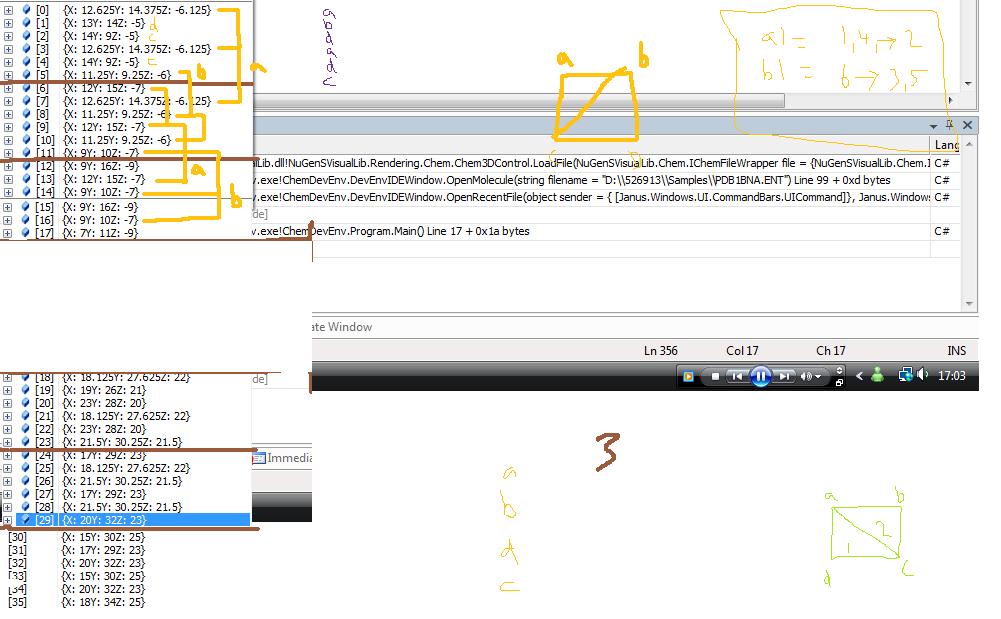 [0] {X: 12.625Y: 14.375Z: -6.125}
[1] {X: 13Y: 14Z: -5} d
[2] {X: 14Y: 9Z: -5} c
[3] {X: 12.625Y: 14.375Z: -6.125}
[4] {X: 14Y: 9Z: -5} c
[5] {X: 11.25Y: 9.25Z: -6} b
a
[6] {X: 12Y: 15Z: -7}
[7] {X: 12.625Y: 14.375Z: -6.125}
[8] {X: 11.25Y: 9.25Z: -6}
[9] {X: 12Y: 15Z: -7}
[10] {X: 11.25Y: 9.25Z: -6}
[11] {X: 9Y: 10Z: -7}
[12] {X: 9Y: 16Z: -9}
[13] {X: 12Y: 15Z: -7} a
[14] {X: 9Y: 10Z: -7} b
[15] {X: 9Y: 16Z: -9}
[16] {X: 9Y: 10Z: -7}
[17] {X: 7Y: 11Z: -9}
a
b
d
a
d
c
a b
a1 = 1,4,→2
b1 = 6→3,5
Lang
alLib.dll!NuGenSVisualLib.Rendering.Chem.Chem3DControl.LoadFile(NuGenSVisualLib.Chem.IChemFileWrapper file = {NuGenSVisualLib.Chem.I C#
v.exe!ChemDevEnv.DevEnvIDEWindow.OpenMolecule(string filename = "D:\\526913\\Samples\\PDB1BNA.ENT") Line 99 + 0xd bytes C#
v.exe!ChemDevEnv.DevEnvIDEWindow.OpenRecentFile(object sender = { [Janus.Windows.UI.CommandBars.UICommand]}, Janus.Window C#
de]
v.exe!ChemDevEnv.Program.Main() Line 17 + 0x1a bytes C#
ate Window
Ln 356 Col 17 Ch 17 INS
17:03
de]
[18] {X: 18.125Y: 27.625Z: 22}
[19] {X: 19Y: 26Z: 21}
[20] {X: 23Y: 28Z: 20}
[21] {X: 18.125Y: 27.625Z: 22}
[22] {X: 23Y: 28Z: 20}
[23] {X: 21.5Y: 30.25Z: 21.5}
[24] {X: 17Y: 29Z: 23}
[25] {X: 18.125Y: 27.625Z: 22}
[26] {X: 21.5Y: 30.25Z: 21.5}
[27] {X: 17Y: 29Z: 23}
[28] {X: 21.5Y: 30.25Z: 21.5}
[29] {X: 20Y: 32Z: 23}
[30] {X: 15Y: 30Z: 25}
[31] {X: 17Y: 29Z: 23}
[32] {X: 20Y: 32Z: 23}
[33] {X: 15Y: 30Z: 25}
[34] {X: 20Y: 32Z: 23}
[35] {X: 18Y: 34Z: 25}
Immedia
3
a
b
d
c
a b
1 2
d c